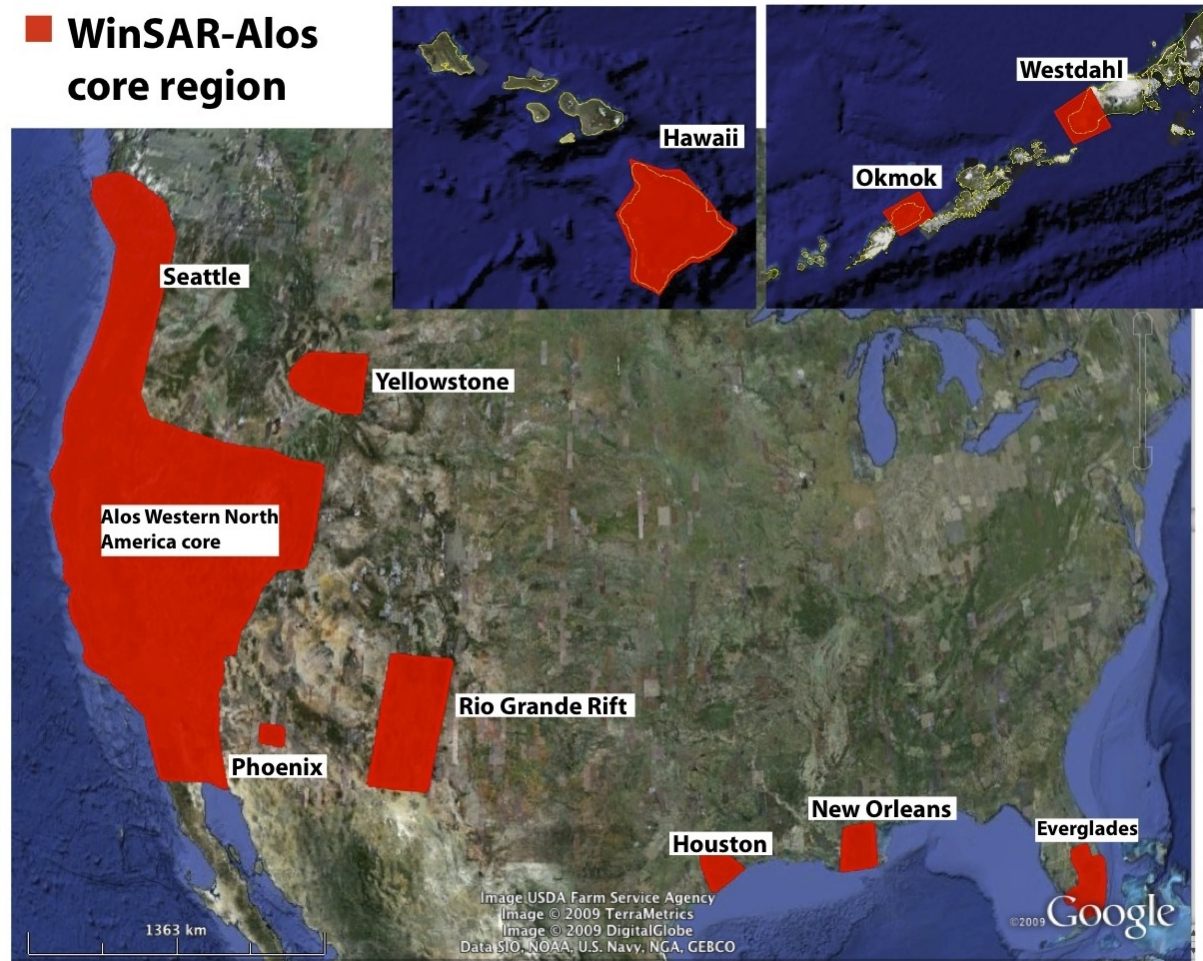 WinSAR-Alos
core region
Hawaii
Westdahl
Okmok
Seattle
Yellowstone
Alos Western North
America core
Rio Grande Rift
Phoenix
New Orleans
Houston
Everglades
Image USDA Farm Service Agency
Image © 2009 TerraMetrics
Image © 2009 DigitalGlobe
Data SIO, NOAA, U.S. Navy, NGA, GEBCO
©2009 Google
1363 km